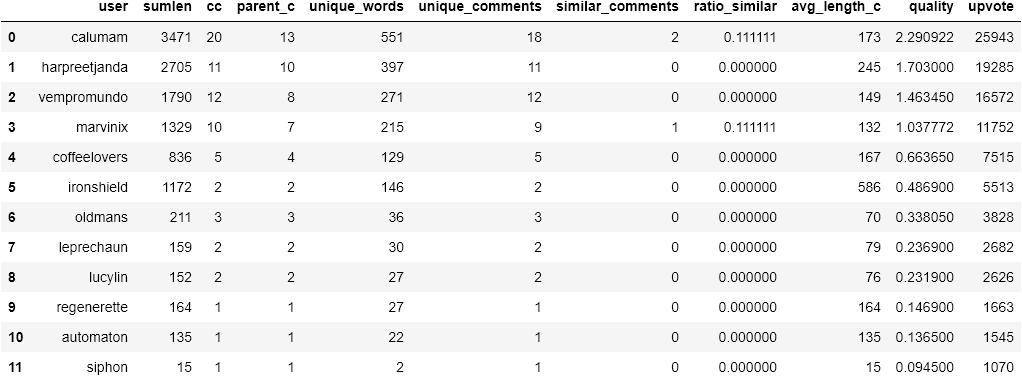 user sumlen cc parent_c unique_words unique_comments similar_comments ratio_similar avg_length_c quality upvote
0 calumam 3471 20 13 551 18 2 0.111111 173 2.290922 25943
1 harpreetjanda 2705 11 10 397 11 0 0.000000 245 1.703000 19285
2 vempromundo 1790 12 8 271 12 0 0.000000 149 1.463450 16572
3 marvinix 1329 10 7 215 9 1 0.111111 132 1.037772 11752
4 coffeelovers 836 5 4 129 5 0 0.000000 167 0.663650 7515
5 ironshield 1172 2 2 146 2 0 0.000000 586 0.486900 5513
6 oldmans 211 3 3 36 3 0 0.000000 70 0.338050 3828
7 leprechaun 159 2 2 30 2 0 0.000000 79 0.236900 2682
8 lucylin 152 2 2 27 2 0 0.000000 76 0.231900 2626
9 regenerette 164 1 1 27 1 0 0.000000 164 0.146900 1663
10 automaton 135 1 1 22 1 0 0.000000 135 0.136500 1545
11 siphon 15 1 1 2 1 0 0.000000 15 0.094500 1070